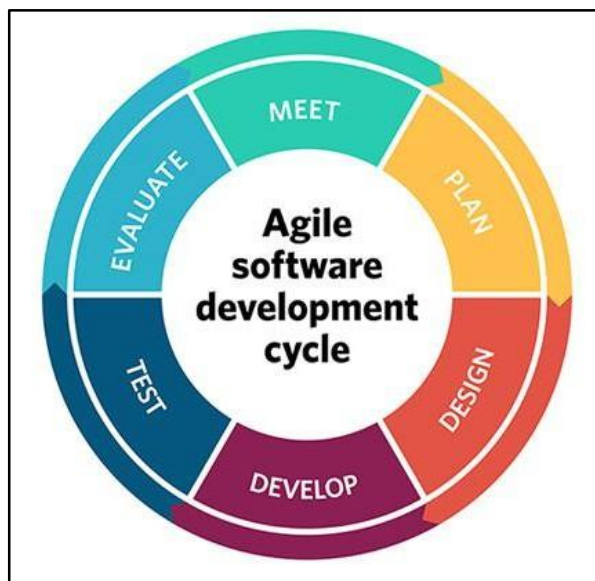 MEET
PLAN
DESIGN
DEVELOP
TEST
EVALUATE
Agile
software
development
cycle